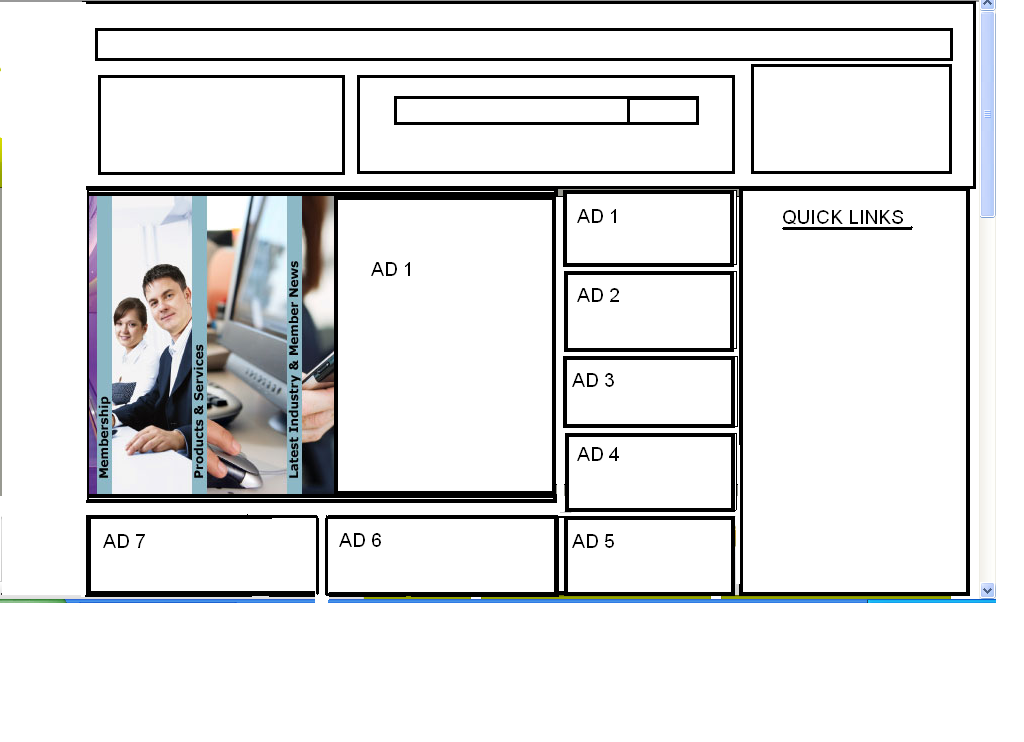 Membership
Products & Services
Latest Industry & Member News
AD 1
AD 1
AD 2
AD 3
AD 4
AD 5
AD 7
AD 6
QUICK LINKS